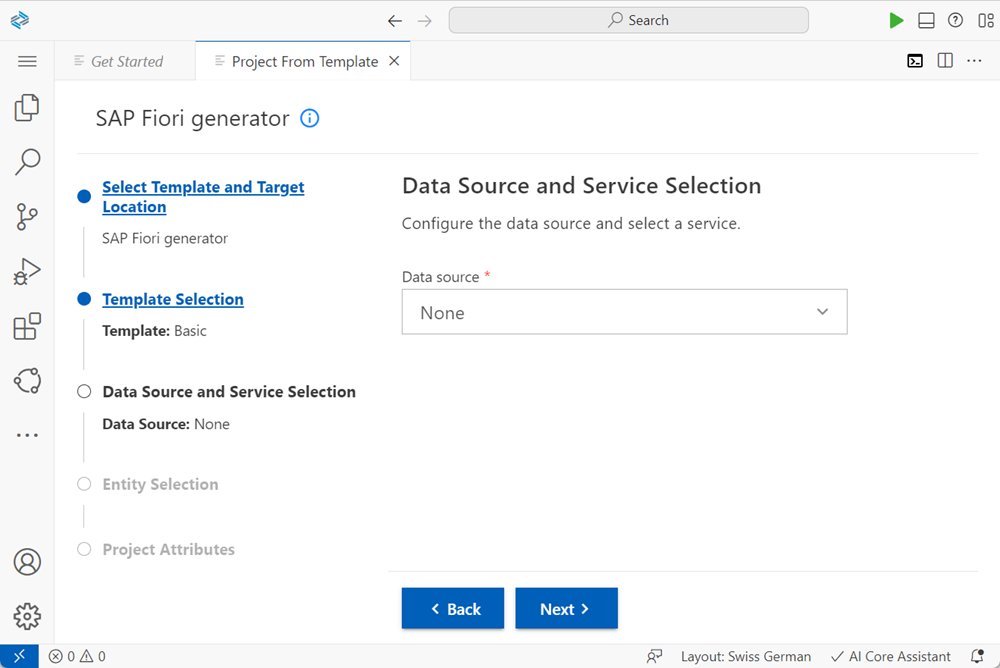 Search
Get Started
Project From Template
SAP Fiori generator
Select Template and Target
Location
SAP Fiori generator
Template Selection
Template: Basic
Data Source and Service Selection
Data Source: None
Entity Selection
Project Attributes
Data Source and Service Selection
Configure the data source and select a service.
Data source *
None
Back
Next
0 0
Layout: Swiss German
AI Core Assistant